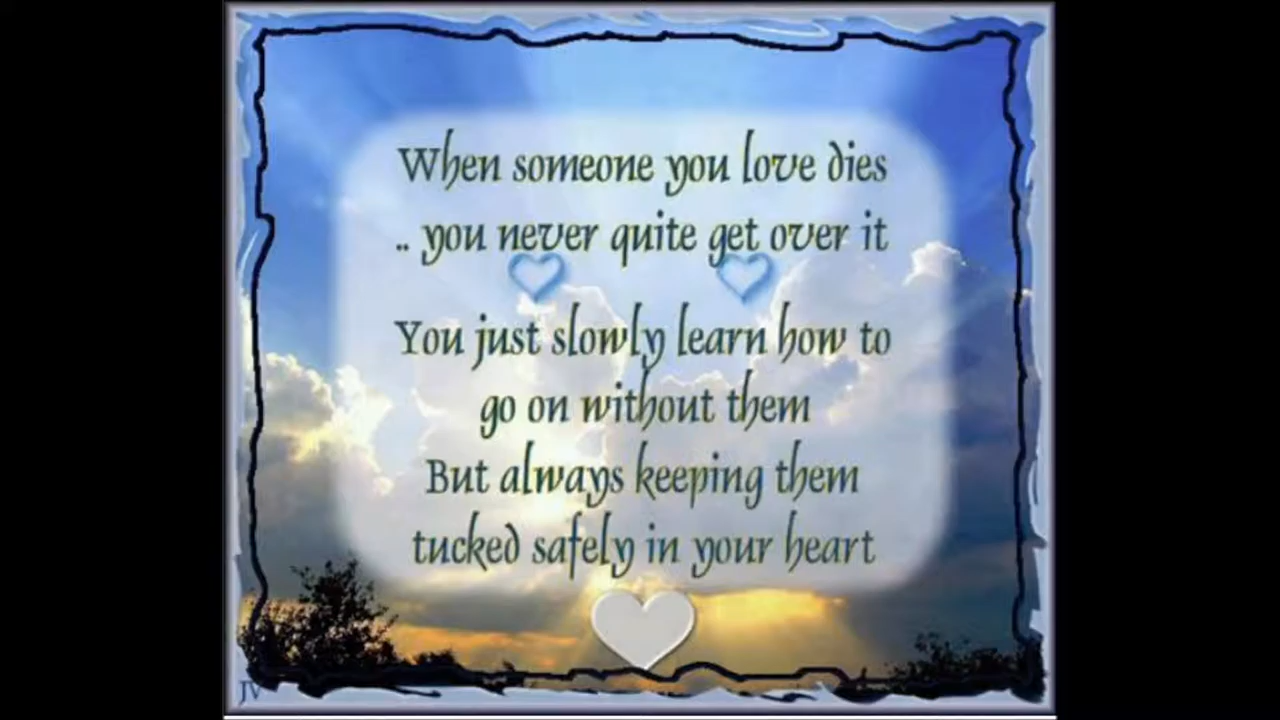 When someone you love dies
.. you never quite get over it
You just slowly learn how to
go on without them
But always keeping them
tucked safely in your heart
JV